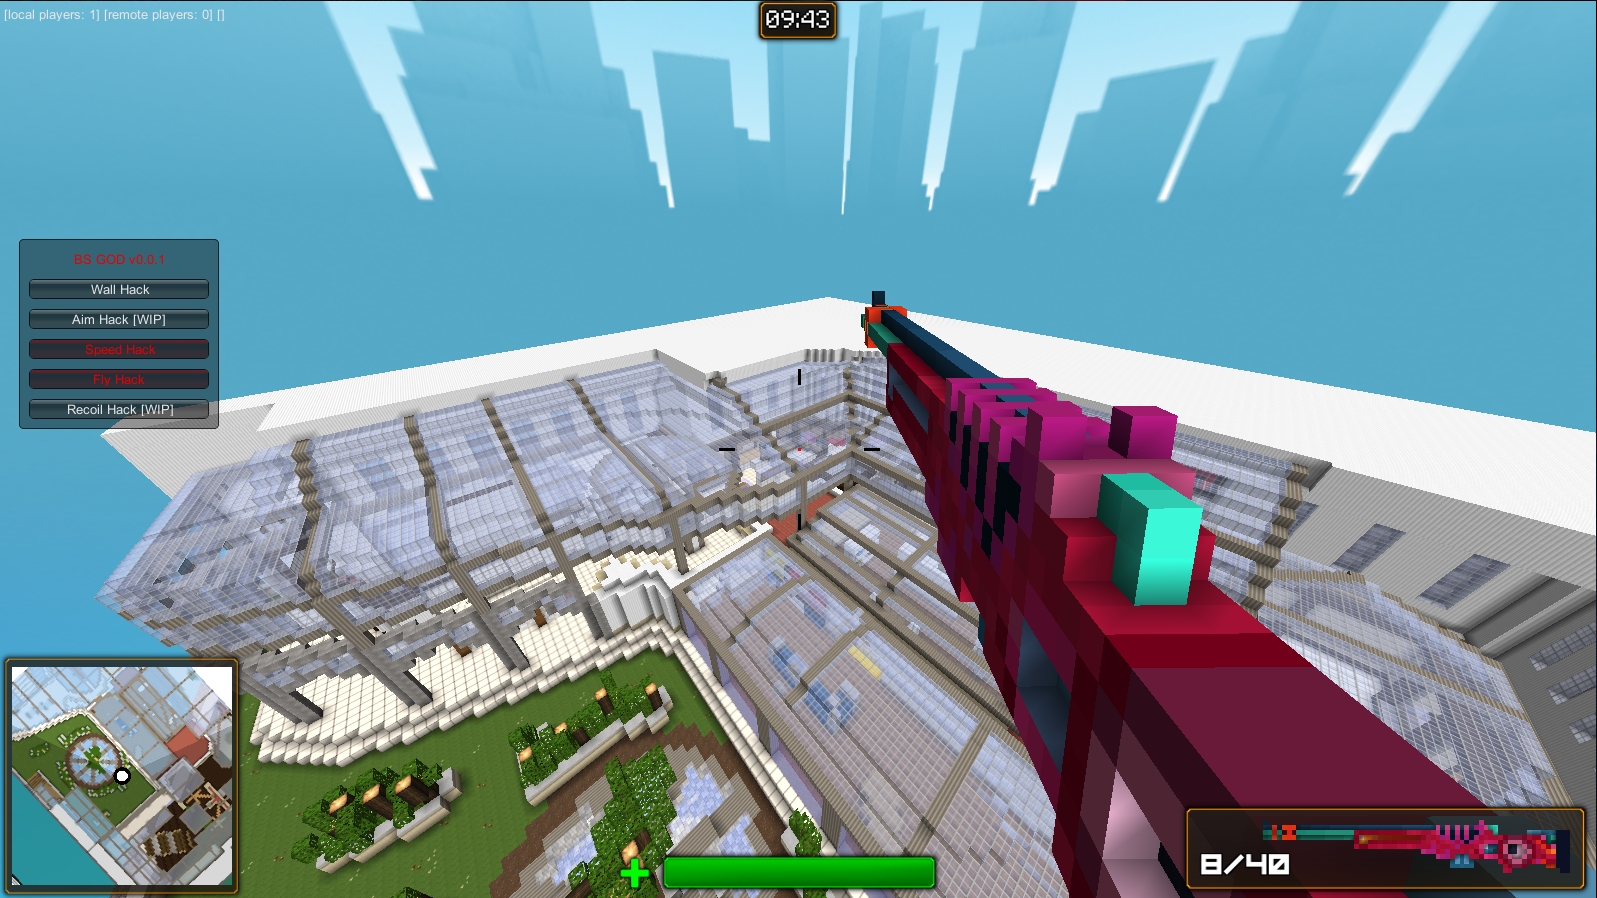 [local players: 1] [remote players: 0] []
09:43
BS GOD v0.0.1
Wall Hack
Aim Hack [WIP]
Speed Hack
Fly Hack
Recoil Hack [WIP]
8/40